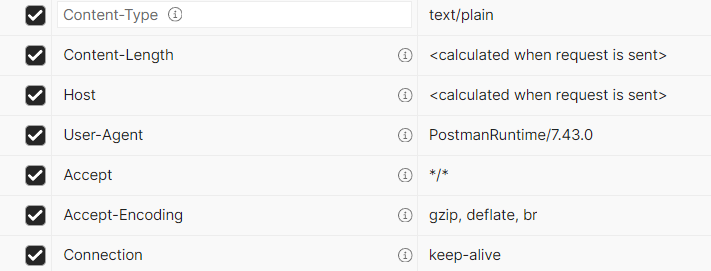 Content-Type text/plain
Content-Length <calculated when request is sent>
Host <calculated when request is sent>
User-Agent PostmanRuntime/7.43.0
Accept */*
Accept-Encoding gzip, deflate, br
Connection keep-alive